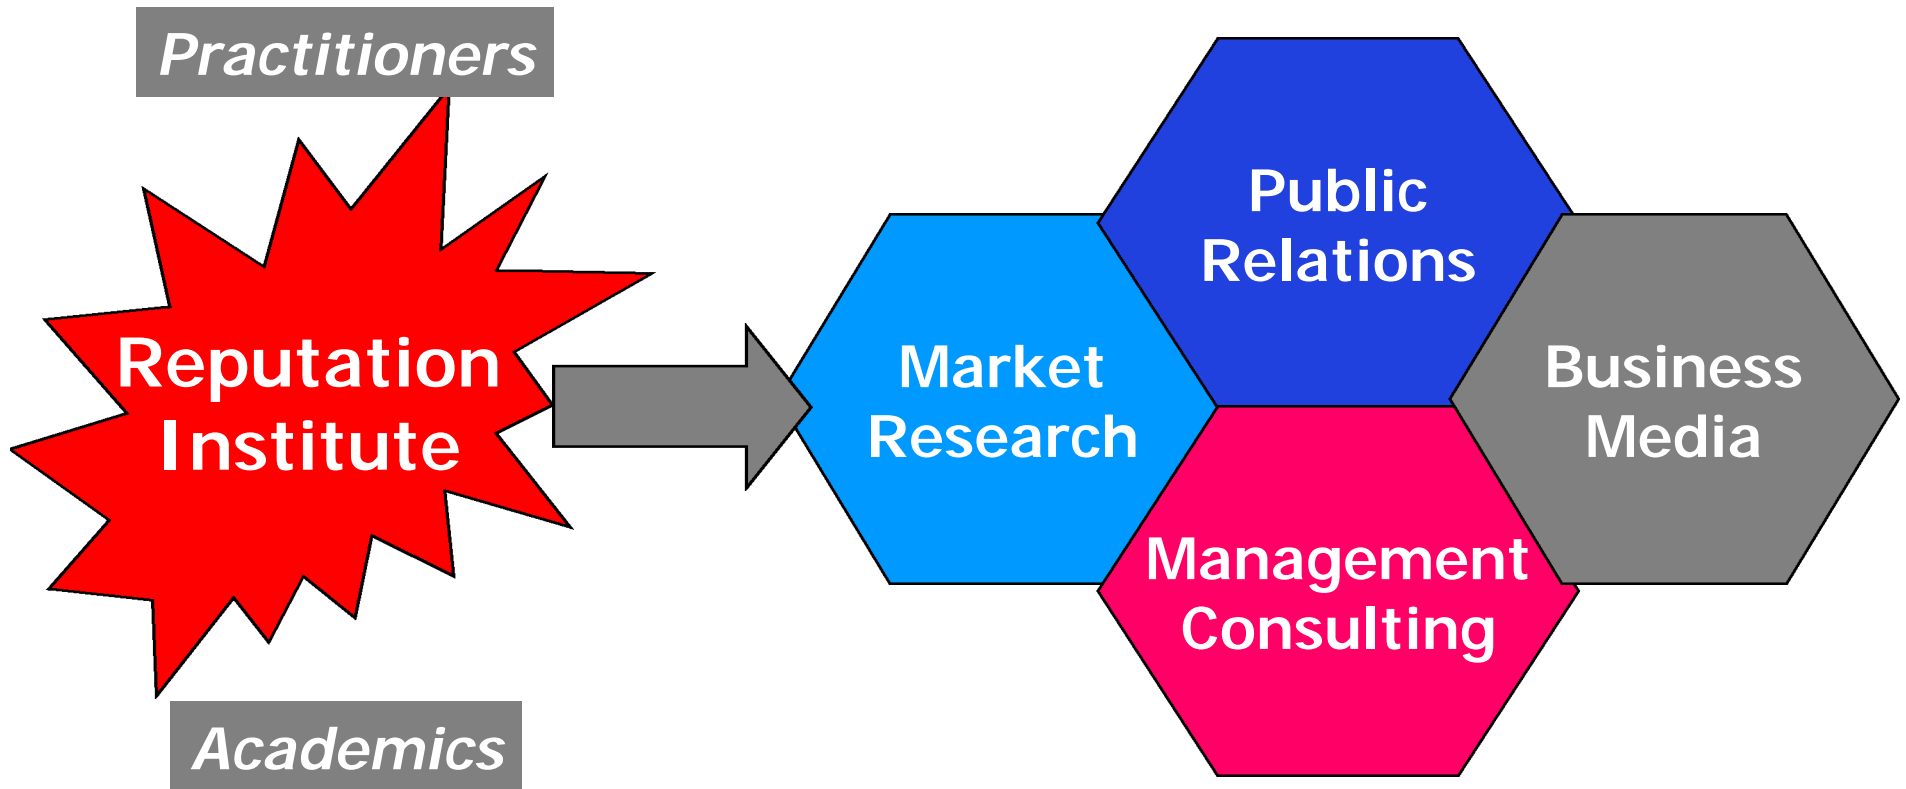 Practitioners
Reputation
Institute
Academics
Market
Research
Public
Relations
Management
Consulting
Business
Media